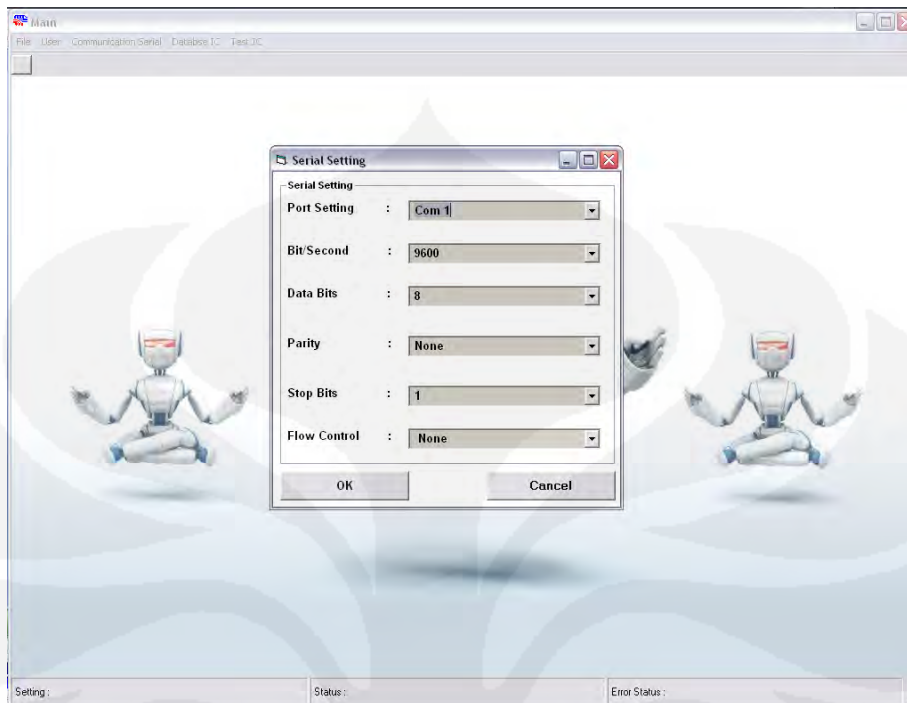 Main
File User Communication/Serial Databse IC Test IC
Serial Setting
Serial Setting
Port Setting : Com 1
Bit/Second : 9600
Data Bits : 8
Parity : None
Stop Bits : 1
Flow Control : None
OK Cancel
Setting : Status : Error Status :